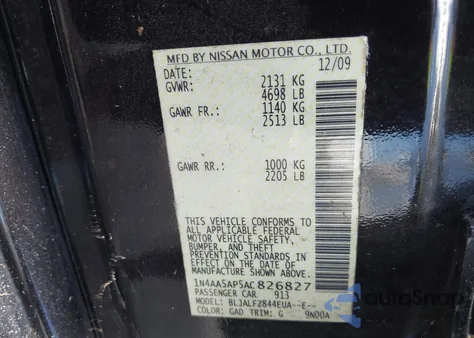 MFD BY NISSAN MOTOR CO., LTD.
DATE: 12/09
GVWR: 2131 KG
4698 LB
GAWR FR.: 1140 KG
2513 LB
GAWR RR.: 1000 KG
2205 LB
THIS VEHICLE CONFORMS TO
ALL APPLICABLE FEDERAL
MOTOR VEHICLE SAFETY,
BUMPER, AND THEFT
PREVENTION STANDARDS IN
EFFECT ON THE DATE OF
MANUFACTURE SHOWN ABOVE.
1N4AA5AP5AC826827
PASSENGER CAR 913
MODEL: BLJALFZ844EUA--E--
COLOR: GAD TRIM: G 9N00A
AutoSnap